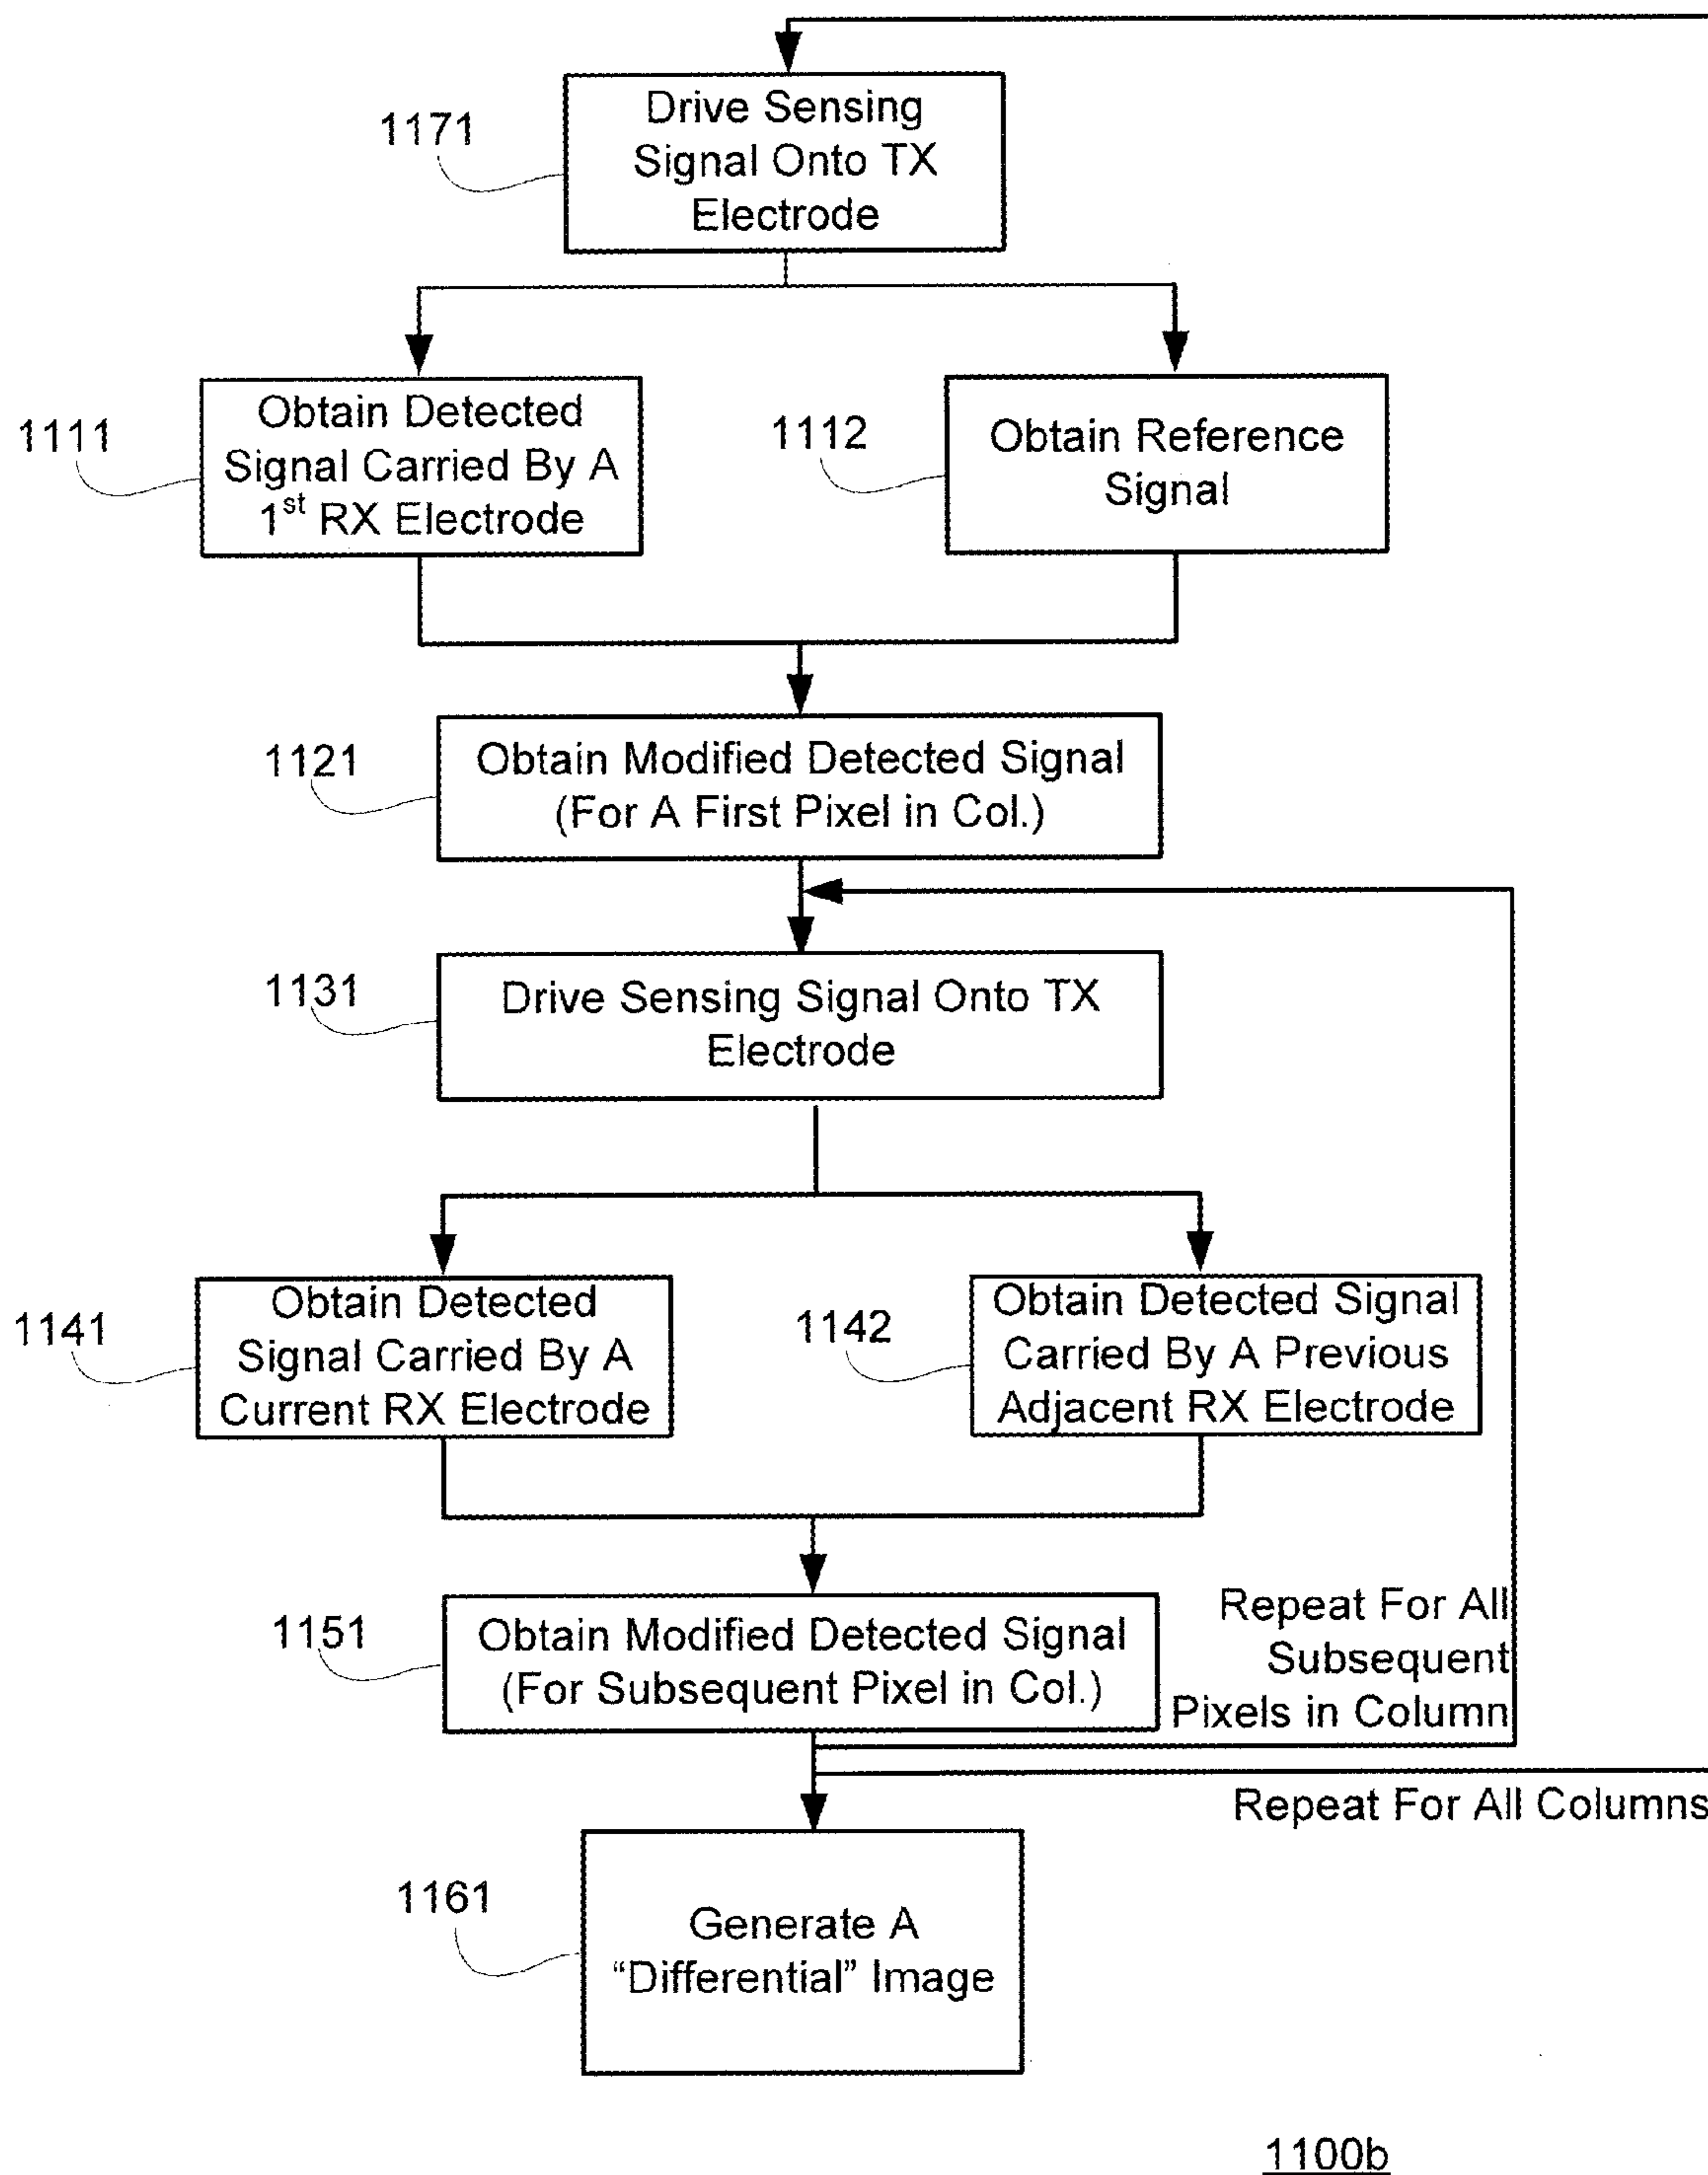 1171
Drive Sensing
Signal Onto TX
Electrode
1111
Obtain Detected
Signal Carried By A
1st RX Electrode
1112
Obtain Reference
Signal
1121
Obtain Modified Detected Signal
(For A First Pixel in Col.)
1131
Drive Sensing Signal Onto TX
Electrode
1141
Obtain Detected
Signal Carried By A
Current RX Electrode
1142
Obtain Detected Signal
Carried By A Previous
Adjacent RX Electrode
1151
Obtain Modified Detected Signal
(For Subsequent Pixel in Col.)
Repeat For All
Subsequent
Pixels in Column
Repeat For All Columns
1161
Generate A
“Differential” Image
1100b